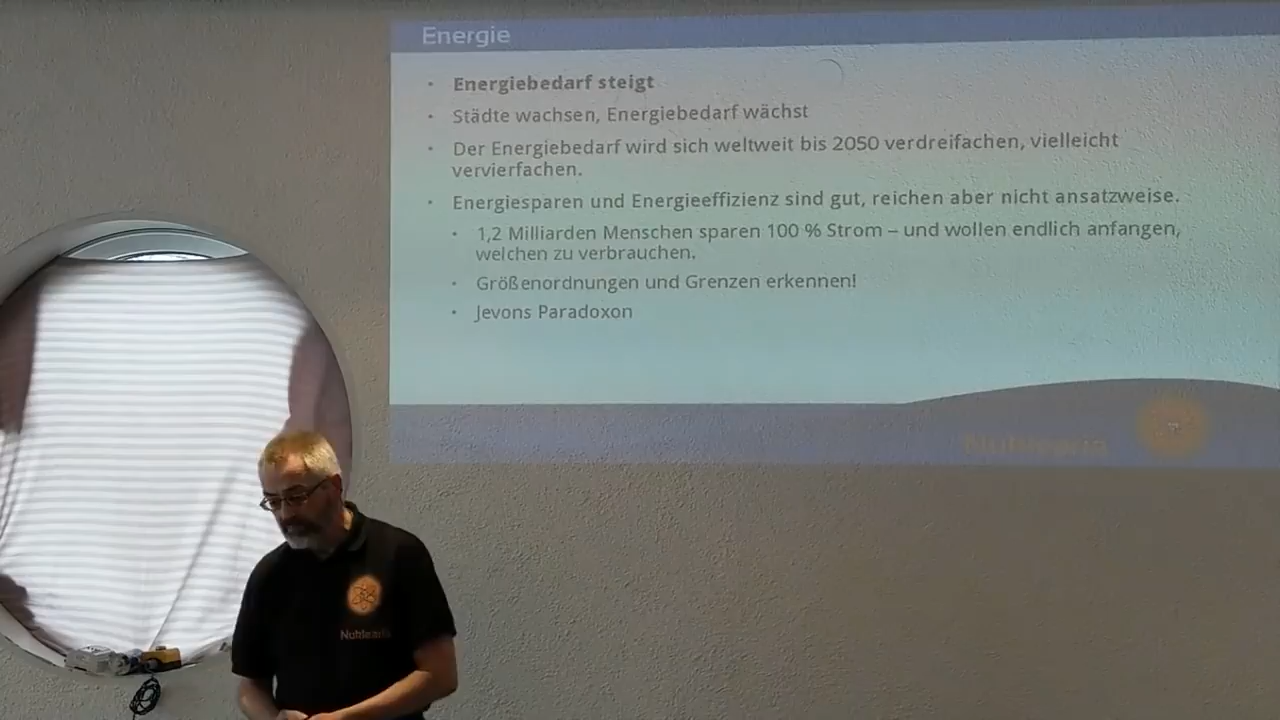 Energie
Energiebedarf steigt
Städte wachsen, Energiebedarf wächst
Der Energiebedarf wird sich weltweit bis 2050 verdreifachen, vielleicht
vervierfachen.
Energiesparen und Energieeffizienz sind gut, reichen aber nicht ansatzweise.
1,2 Milliarden Menschen sparen 100 % Strom – und wollen endlich anfangen,
welchen zu verbrauchen.
Größenordnungen und Grenzen erkennen!
Jevons Paradoxon
Nuklearia
Nuklearia